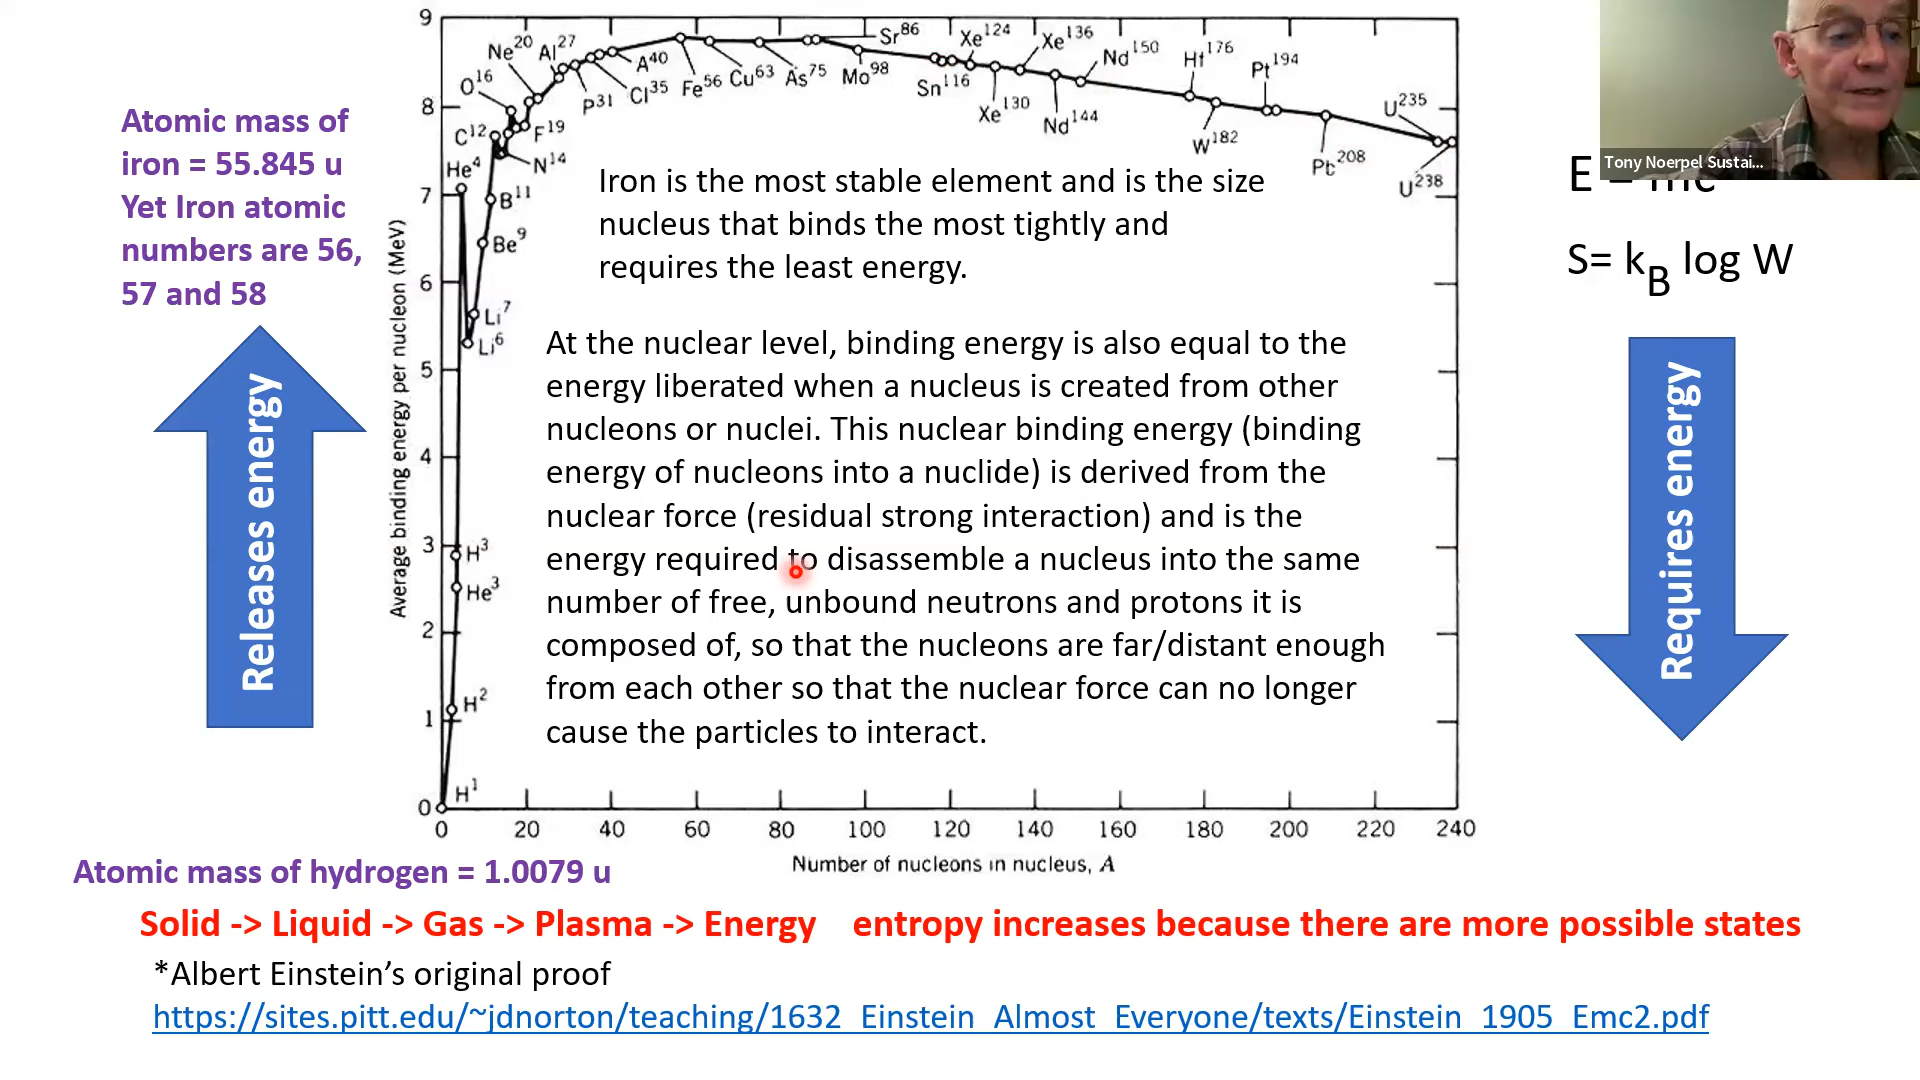 Atomic mass of
iron = 55.845 u
Yet Iron atomic
numbers are 56,
57 and 58
Releases energy
Average binding energy per nucleon (MeV)
9
8
7
6
5
4
3
2
1
0
H¹
H²
He³
H³
Li⁶
Li⁷
Be⁹
B¹¹
He⁴
C¹²
N¹⁴
F¹⁹
O¹⁶
Ne²⁰
Al²⁷
P³¹
Cl³⁵
A⁴⁰
Fe⁵⁶
Cu⁶³
As⁷⁵
Sr⁸⁶
Mo⁹⁸
Sn¹¹⁶
Xe¹²⁴
Xe¹³⁰
Xe¹³⁶
Nd¹⁴⁴
Nd¹⁵⁰
Hf¹⁷⁶
W¹⁸²
Pt¹⁹⁴
Pb²⁰⁸
U²³⁵
U²³⁸
Iron is the most stable element and is the size
nucleus that binds the most tightly and
requires the least energy.
At the nuclear level, binding energy is also equal to the
energy liberated when a nucleus is created from other
nucleons or nuclei. This nuclear binding energy (binding
energy of nucleons into a nuclide) is derived from the
nuclear force (residual strong interaction) and is the
energy required to disassemble a nucleus into the same
number of free, unbound neutrons and protons it is
composed of, so that the nucleons are far/distant enough
from each other so that the nuclear force can no longer
cause the particles to interact.
0 20 40 60 80 100 120 140 160 180 200 220 240
Number of nucleons in nucleus, A
Tony Noerpel Sustai...
E = mc
S= k_B log W
Requires energy
Atomic mass of hydrogen = 1.0079 u
Solid -> Liquid -> Gas -> Plasma -> Energy entropy increases because there are more possible states
*Albert Einstein’s original proof
https://sites.pitt.edu/~jdnorton/teaching/1632_Einstein_Almost_Everyone/texts/Einstein_1905_Emc2.pdf